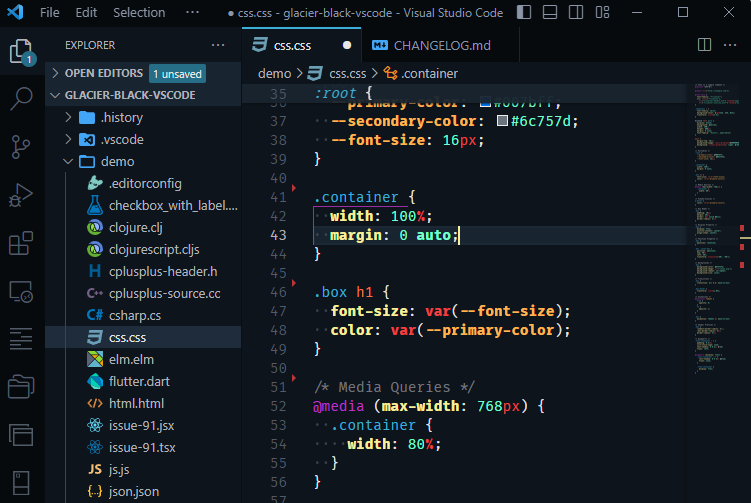 File Edit Selection ··· ● css.css - glacier-black-vscode - Visual Studio Code
1
EXPLORER ···
OPEN EDITORS 1 unsaved
GLACIER-BLACK-VSCODE
.history
.vscode
demo
.editorconfig
checkbox_with_label....
clojure.clj
clojurescript.cljs
H cplusplus-header.h
C++ cplusplus-source.cc
C# csharp.cs
css.css
elm.elm
flutter.dart
html.html
issue-91.jsx
issue-91.tsx
JS js.js
{..} json.json
css.css ● CHANGELOG.md ···
demo > css.css > .container
35 :root {
36 --primary-color: #007bff;
37 --secondary-color: #6c757d;
38 --font-size: 16px;
39 }
40
41 .container {
42 width: 100%;
43 margin: 0 auto;
44 }
45
46 .box h1 {
47 font-size: var(--font-size);
48 color: var(--primary-color);
49 }
50
51 /* Media Queries */
52 @media (max-width: 768px) {
53 .container {
54 width: 80%;
55 }
56 }
57